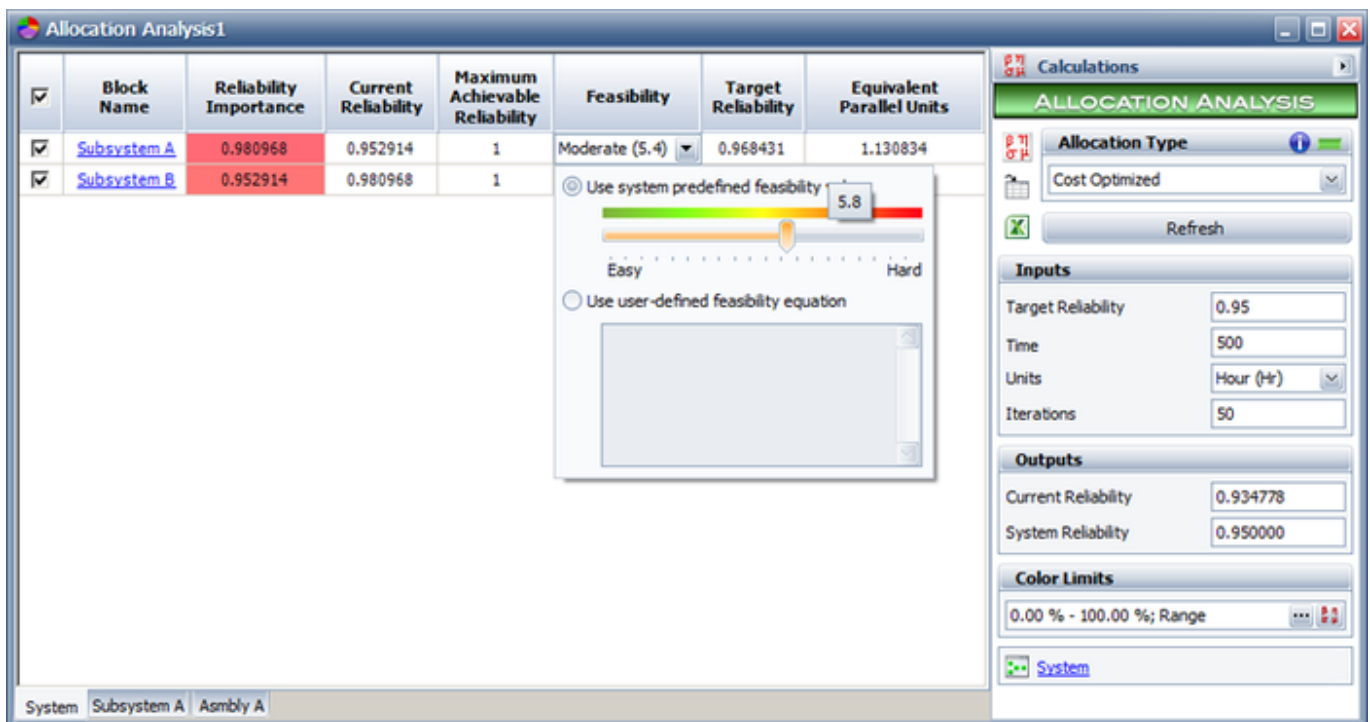 Allocation Analysis1
Block Name
Reliability Importance
Current Reliability
Maximum Achievable Reliability
Feasibility
Target Reliability
Equivalent Parallel Units
Subsystem A 0.980968 0.952914 1 Moderate (5.4) 0.968431 1.130834
Subsystem B 0.952914 0.980968 1
Use system predefined feasibility
5.8
Easy Hard
Use user-defined feasibility equation
System Subsystem A Asmbly A
βη σμ Calculations
ALLOCATION ANALYSIS
βη σμ Allocation Type
Cost Optimized
Refresh
Inputs
Target Reliability 0.95
Time 500
Units Hour (Hr)
Iterations 50
Outputs
Current Reliability 0.934778
System Reliability 0.950000
Color Limits
0.00 % - 100.00 %; Range ...
System